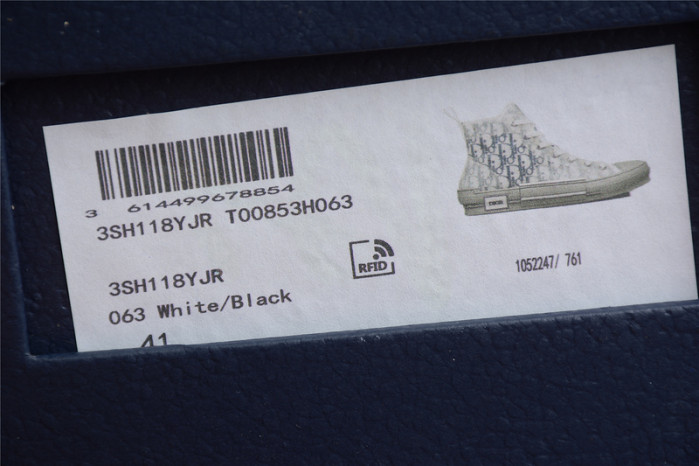 3 614499678854
3SH118YJR T00853H063
3SH118YJR
063 White/Black
41
RFID
1052247/ 761